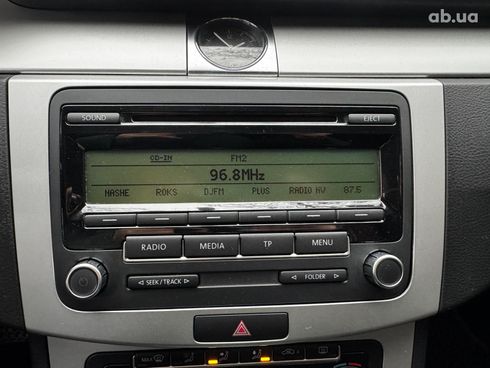 ab.ua
SOUND
EJECT
CD-IN FM2
96.8MHz
NASHE ROKS DJFM PLUS RADIO HV 87.5
RADIO MEDIA TP MENU
◁ SEEK/TRACK ▷ ◁ FOLDER ▷
MAX